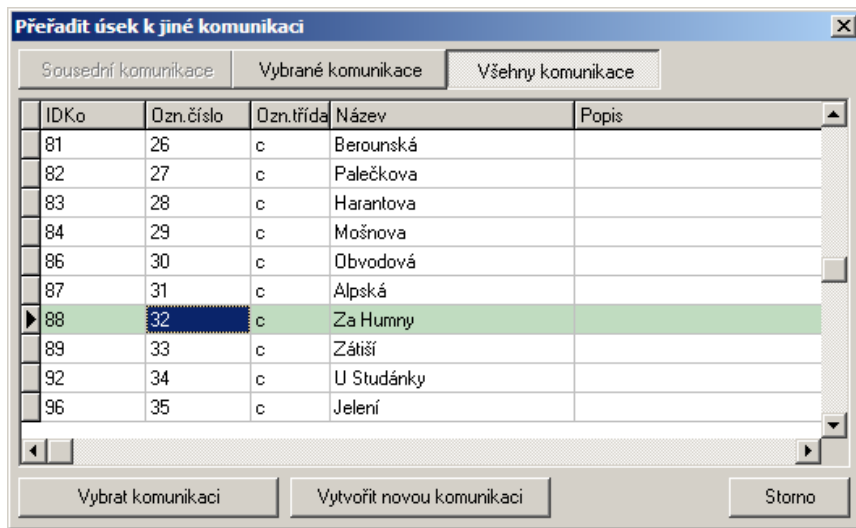 Přeřadit úsek k jiné komunikaci
Sousední komunikace Vybrané komunikace Všehny komunikace
IDKo Ozn.číslo Ozn.třída Název Popis
81 26 c Berounská
82 27 c Palečkova
83 28 c Harantova
84 29 c Mošnova
86 30 c Obvodová
87 31 c Alpská
88 32 c Za Humny
89 33 c Zátiší
92 34 c U Studánky
96 35 c Jelení
Vybrat komunikaci Vytvořit novou komunikaci Storno